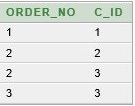 ORDER_NO C_ID
1 1
2 2
2 3
3 3